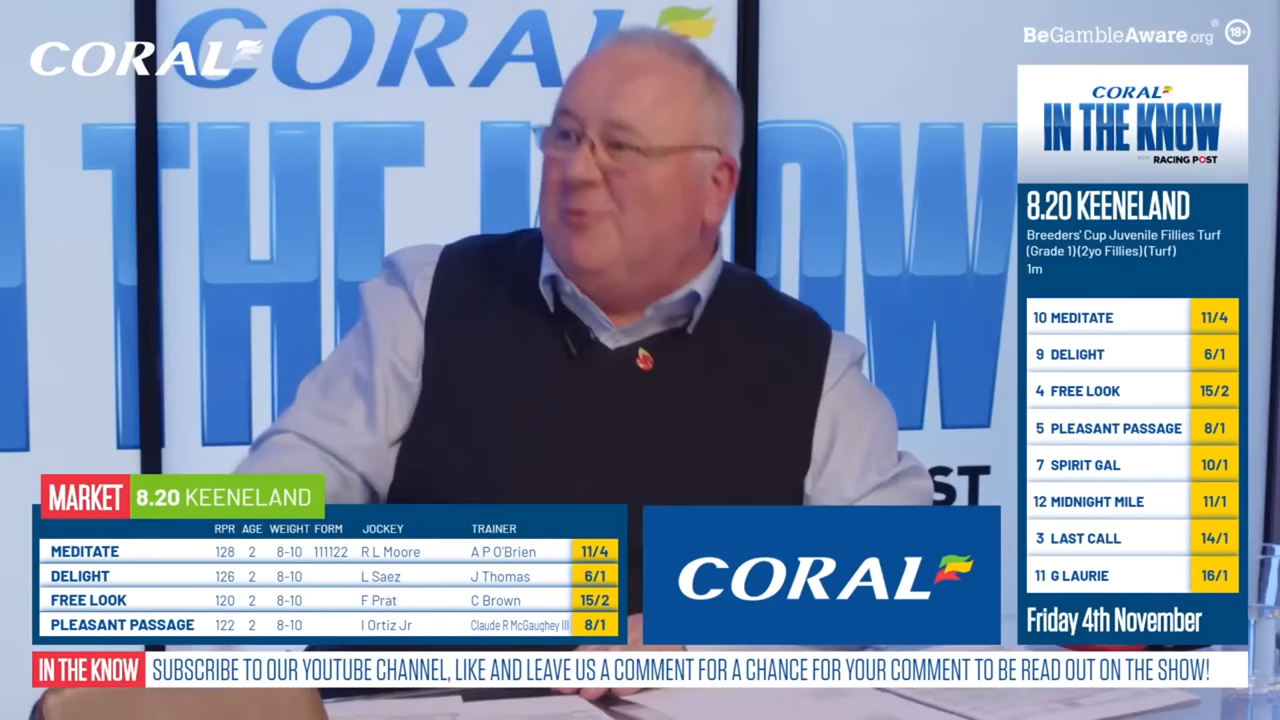 CORAL
CORAL
THE KNOW
ST
BeGambleAware.org® 18+
CORAL
IN THE KNOW
WITH RACING POST
8.20 KEENELAND
Breeders' Cup Juvenile Fillies Turf
(Grade 1)(2yo Fillies)(Turf)
1m
10 MEDITATE 11/4
9 DELIGHT 6/1
4 FREE LOOK 15/2
5 PLEASANT PASSAGE 8/1
7 SPIRIT GAL 10/1
12 MIDNIGHT MILE 11/1
3 LAST CALL 14/1
11 G LAURIE 16/1
Friday 4th November
MARKET 8.20 KEENELAND
RPR AGE WEIGHT FORM JOCKEY TRAINER
MEDITATE 128 2 8-10 111122 R L Moore A P O'Brien 11/4
DELIGHT 126 2 8-10 L Saez J Thomas 6/1
FREE LOOK 120 2 8-10 F Prat C Brown 15/2
PLEASANT PASSAGE 122 2 8-10 I Ortiz Jr Claude R McGaughey III 8/1
CORAL
IN THE KNOW SUBSCRIBE TO OUR YOUTUBE CHANNEL, LIKE AND LEAVE US A COMMENT FOR A CHANCE FOR YOUR COMMENT TO BE READ OUT ON THE SHOW!